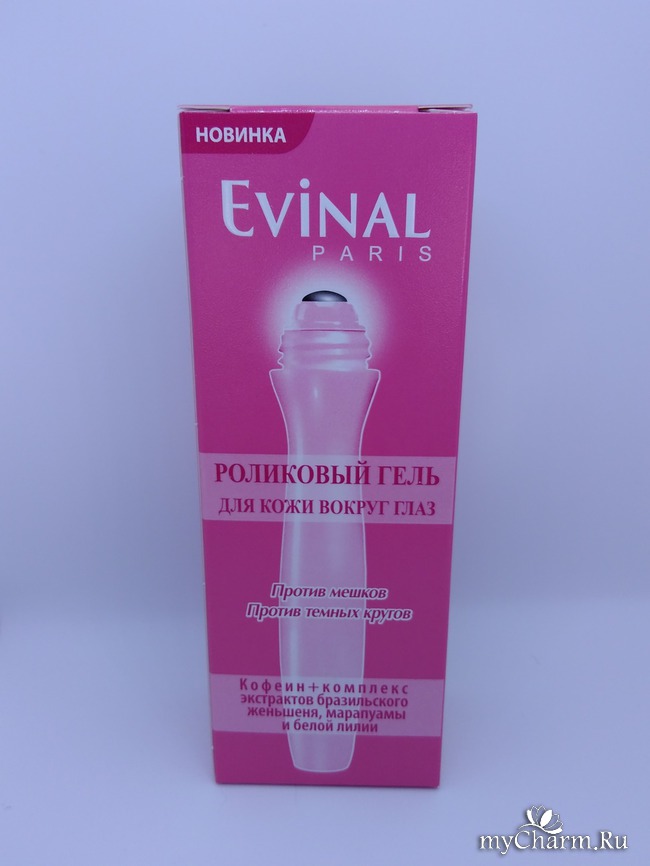 НОВИНКА
EviNAL
PARIS
РОЛИКОВЫЙ ГЕЛЬ
ДЛЯ КОЖИ ВОКРУГ ГЛАЗ
Против мешков
Против темных кругов
Кофеин+комплекс
экстрактов бразильского
женьшеня, марапуамы
и белой лилии
myCharm.Ru